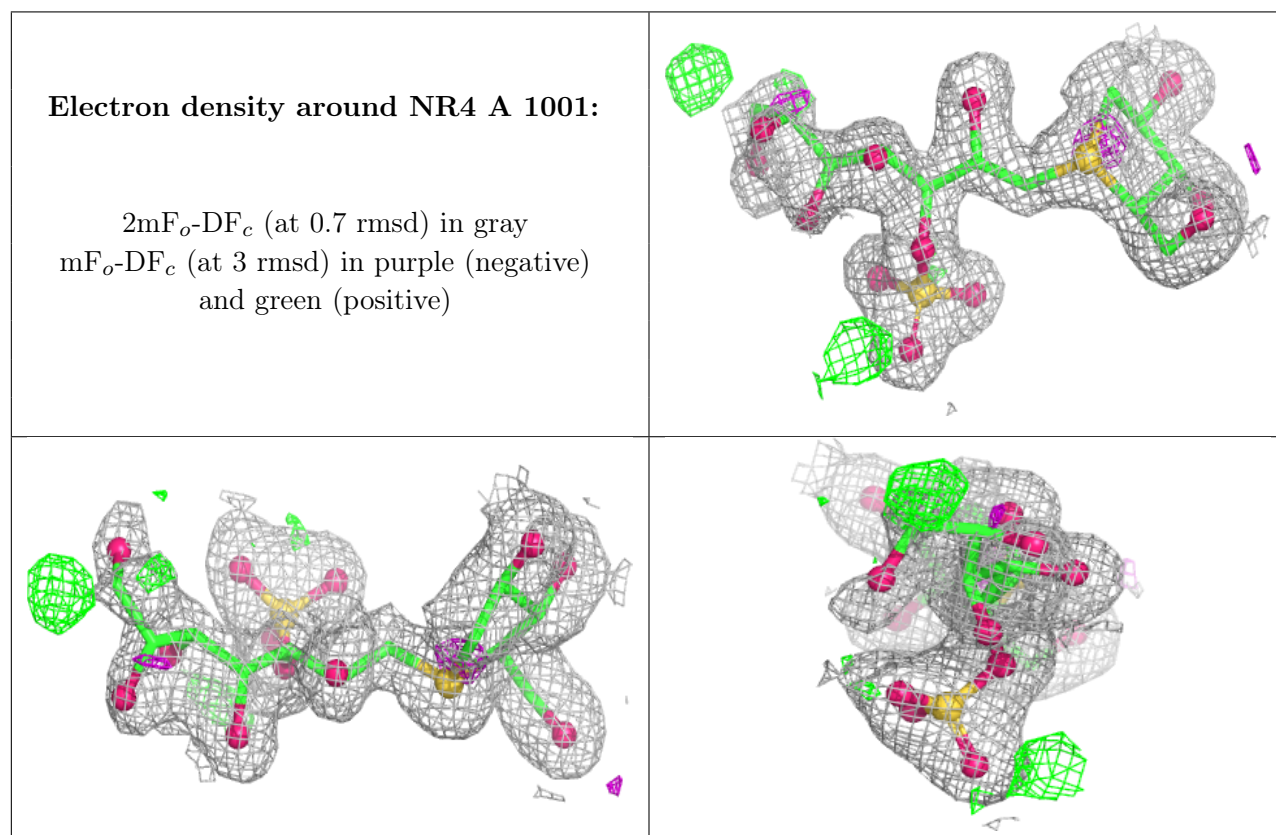 Electron density around NR4 A 1001:
2mFo-DFc (at 0.7 rmsd) in gray
mFo-DFc (at 3 rmsd) in purple (negative)
and green (positive)